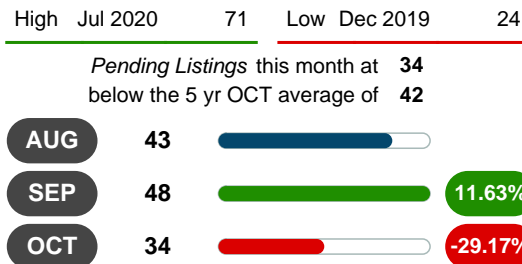 High Jul 2020 71 Low Dec 2019 24
Pending Listings this month at 34
below the 5 yr OCT average of 42
AUG 43
SEP 48 11.63%
OCT 34 -29.17%